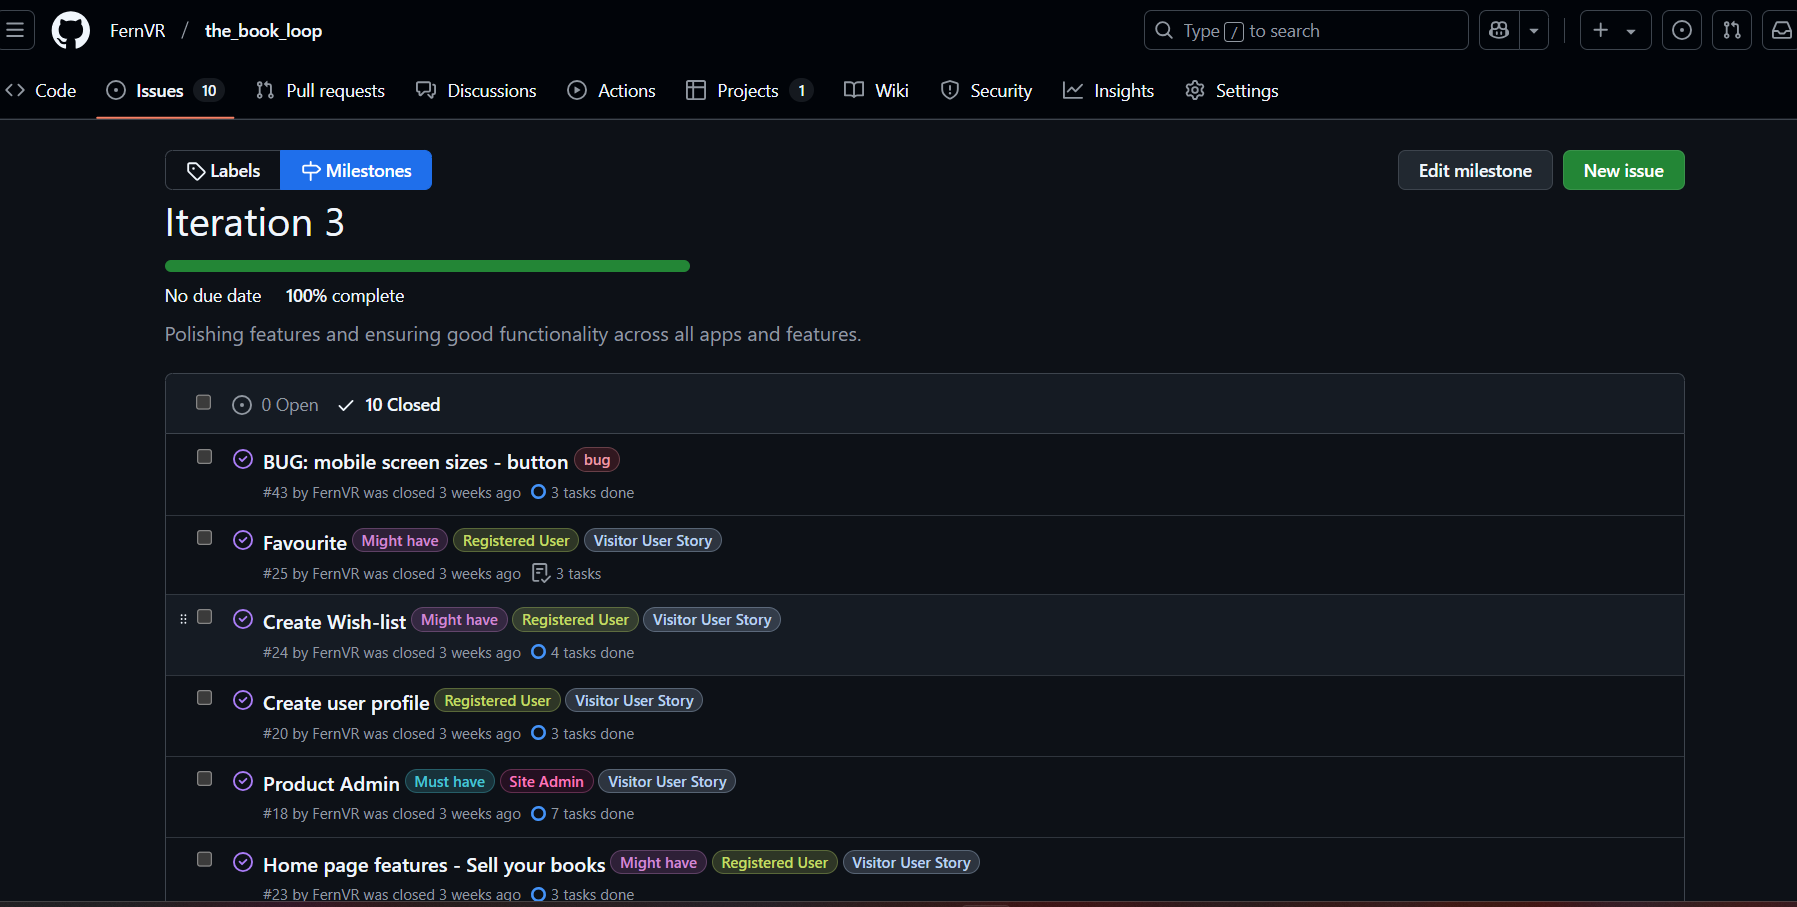 FernVR / the_book_loop Type / to search
Code Issues 10 Pull requests Discussions Actions Projects 1 Wiki Security Insights Settings
Labels Milestones Edit milestone New issue
Iteration 3
No due date 100% complete
Polishing features and ensuring good functionality across all apps and features.
0 Open 10 Closed
BUG: mobile screen sizes - button bug
#43 by FernVR was closed 3 weeks ago 3 tasks done
Favourite Might have Registered User Visitor User Story
#25 by FernVR was closed 3 weeks ago 3 tasks
Create Wish-list Might have Registered User Visitor User Story
#24 by FernVR was closed 3 weeks ago 4 tasks done
Create user profile Registered User Visitor User Story
#20 by FernVR was closed 3 weeks ago 3 tasks done
Product Admin Must have Site Admin Visitor User Story
#18 by FernVR was closed 3 weeks ago 7 tasks done
Home page features - Sell your books Might have Registered User Visitor User Story
#23 by FernVR was closed 3 weeks ago 3 tasks done